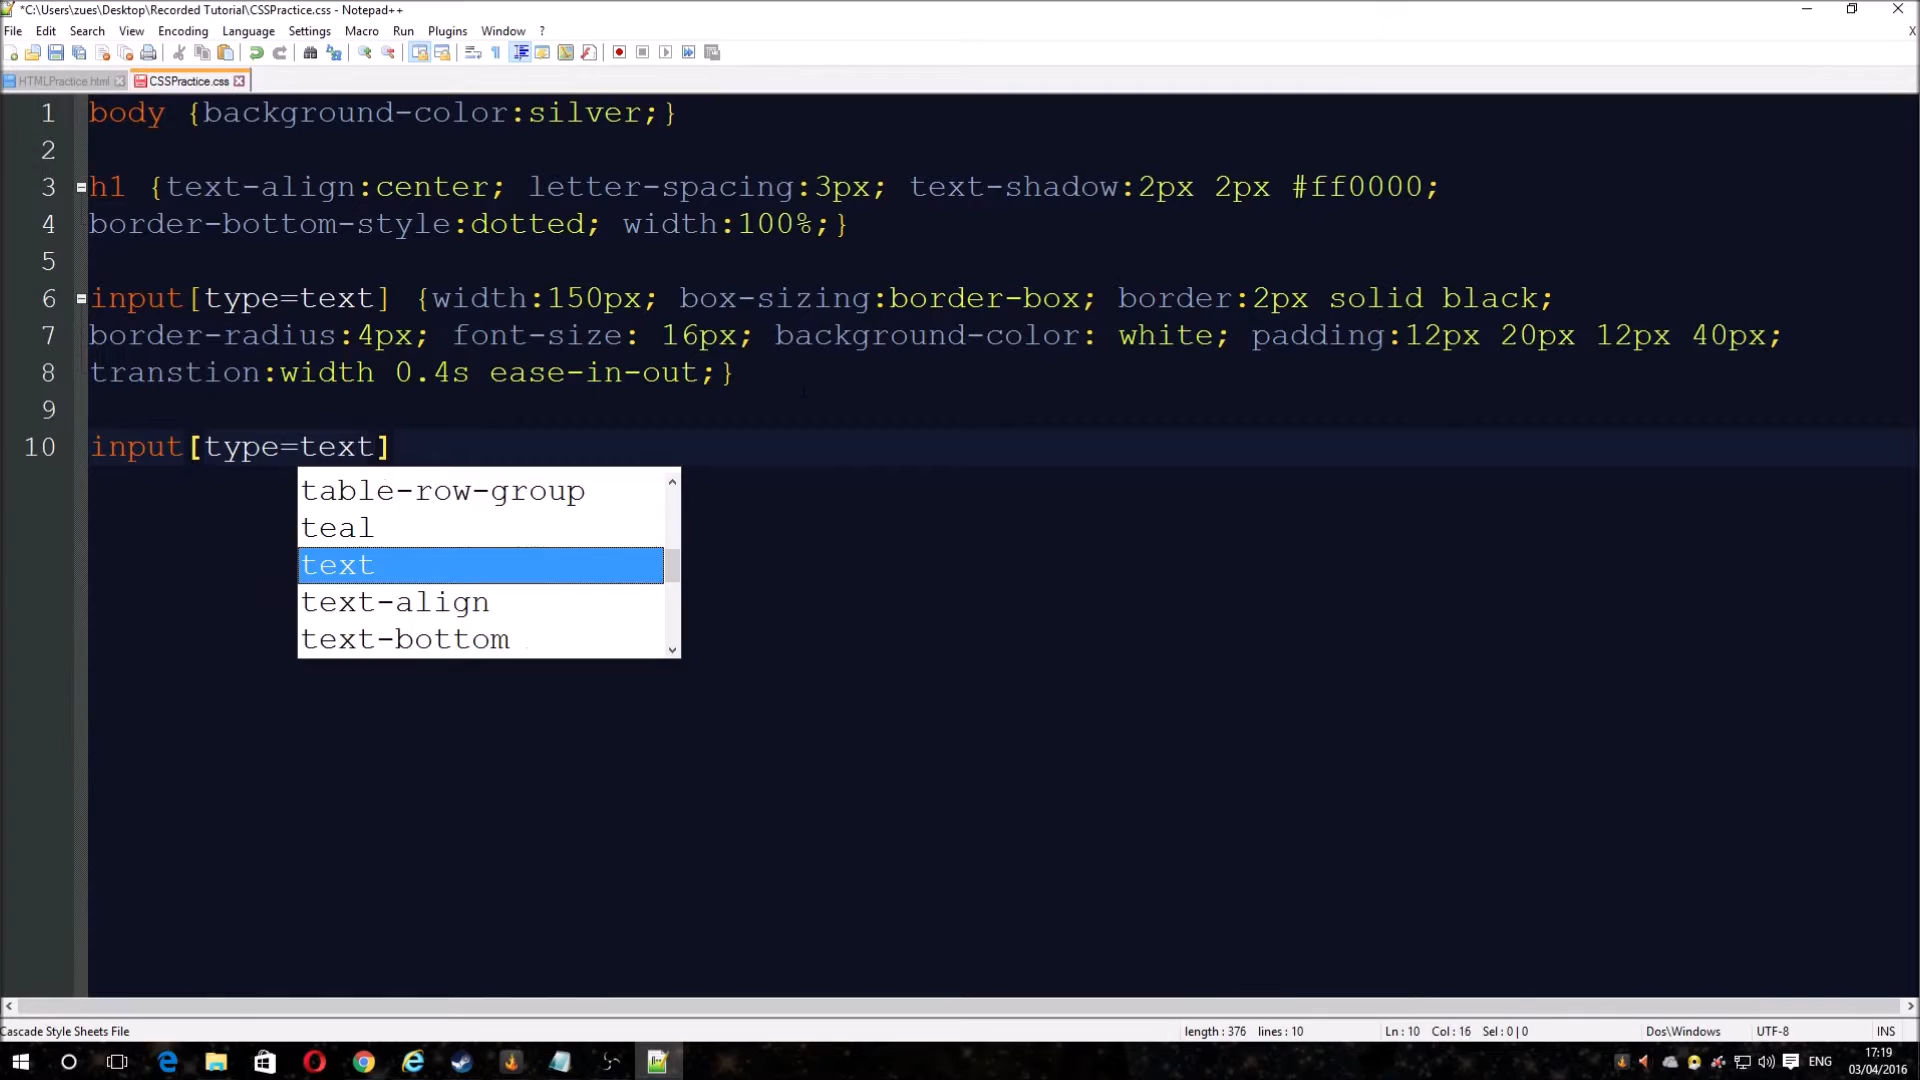 *C:\Users\zues\Desktop\Recorded Tutorial\CSSPractice.css - Notepad++
File Edit Search View Encoding Language Settings Macro Run Plugins Window ?
X
HTMLPractice.html CSSPractice.css
1 body {background-color:silver;}
2
3 h1 {text-align:center; letter-spacing:3px; text-shadow:2px 2px #ff0000;
4 border-bottom-style:dotted; width:100%;}
5
6 input[type=text] {width:150px; box-sizing:border-box; border:2px solid black;
7 border-radius:4px; font-size: 16px; background-color: white; padding:12px 20px 12px 40px;
8 transtion:width 0.4s ease-in-out;}
9
10 input[type=text]
table-row-group
teal
text
text-align
text-bottom
Cascade Style Sheets File length : 376 lines : 10 Ln : 10 Col : 16 Sel : 0 | 0 Dos\Windows UTF-8 INS
ENG 17:19
03/04/2016